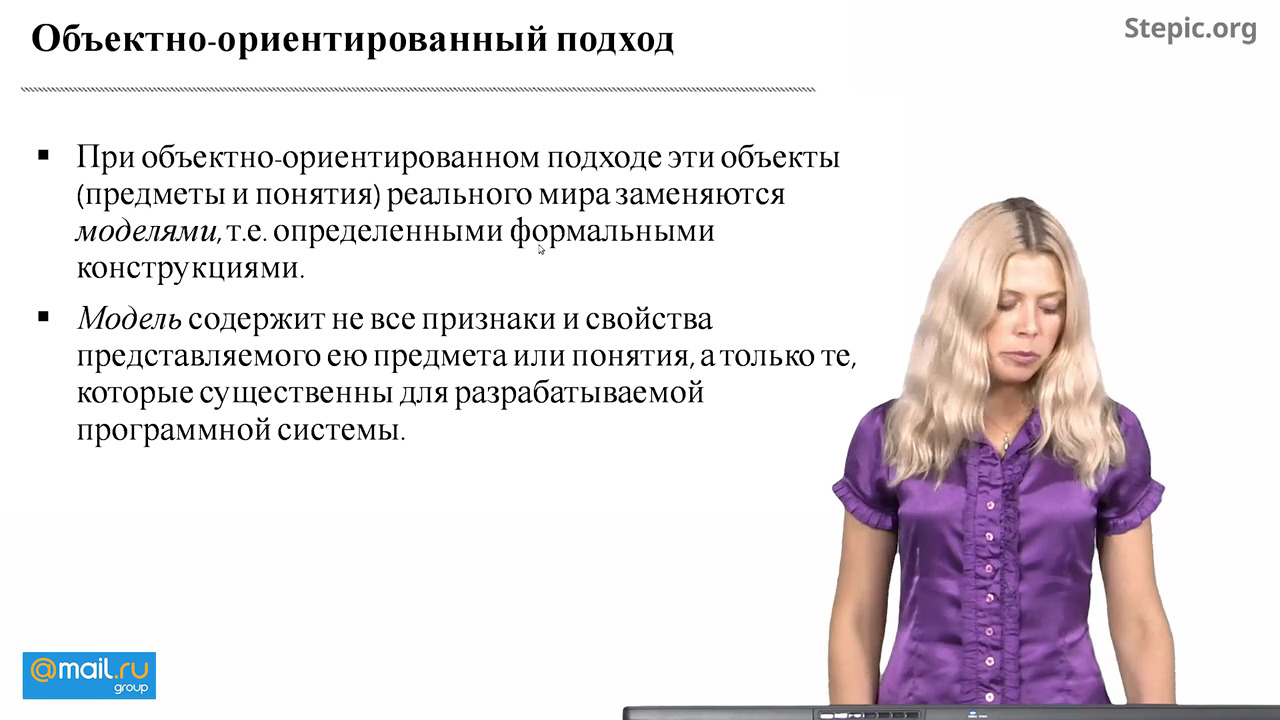 Объектно-ориентированный подход
Stepic.org
▪ При объектно-ориентированном подходе эти объекты
(предметы и понятия) реального мира заменяются
моделями, т.е. определенными формальными
конструкциями.
▪ Модель содержит не все признаки и свойства
представляемого ею предмета или понятия, а только те,
которые существенны для разрабатываемой
программной системы.
@mail.ru
group